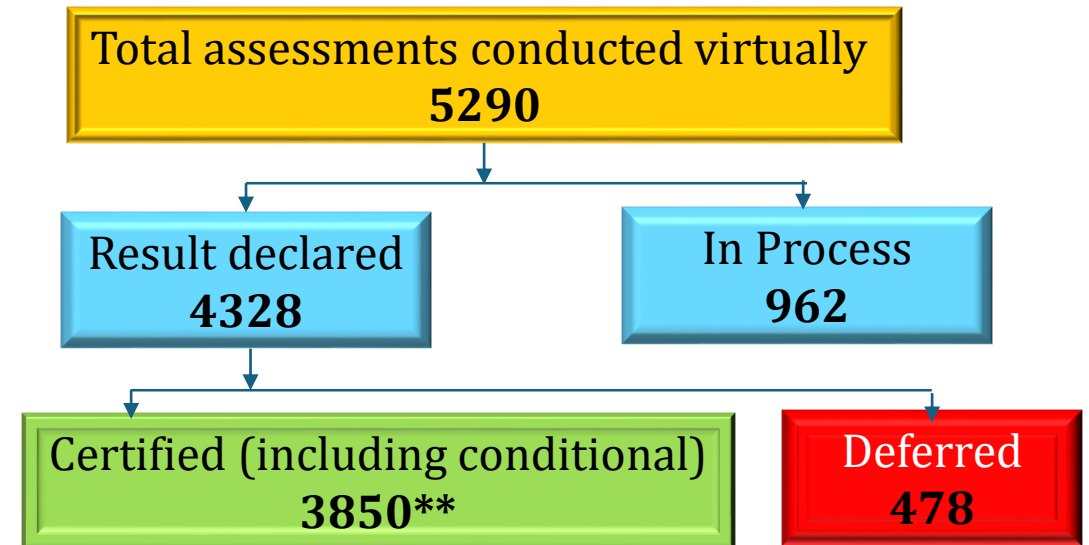 Total assessments conducted virtually
5290
Result declared
4328
In Process
962
Certified (including conditional)
3850**
Deferred
478